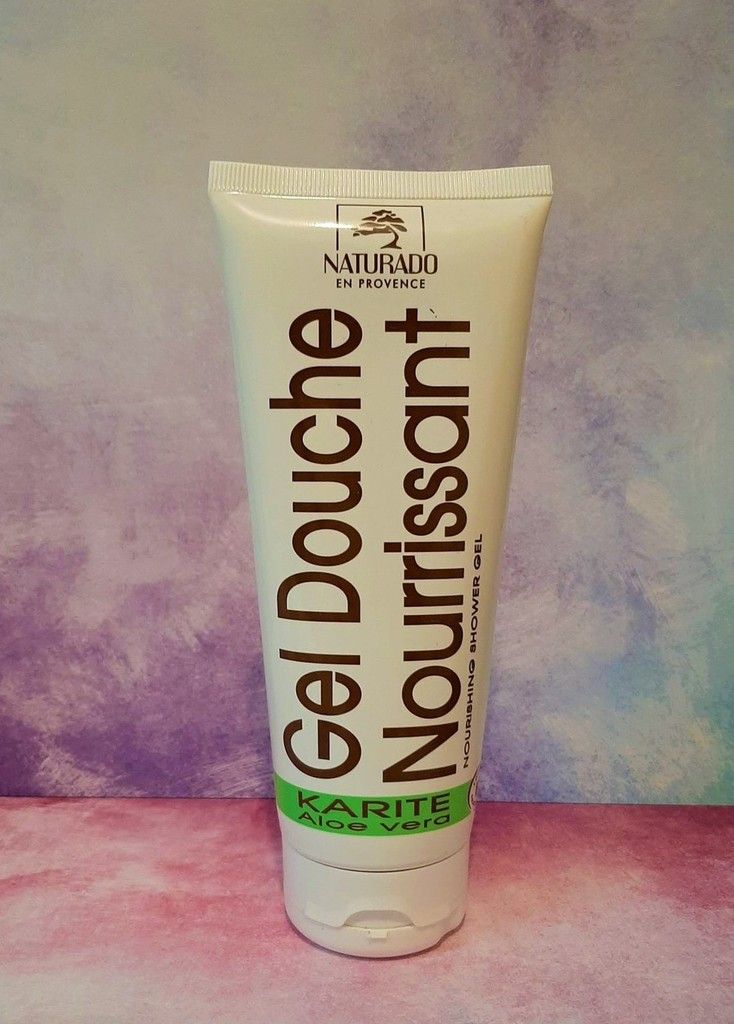 NATURADO
EN PROVENCE
Gel Douche
Nourrissant
NOURISHING SHOWER GEL
KARITE
Aloe vera